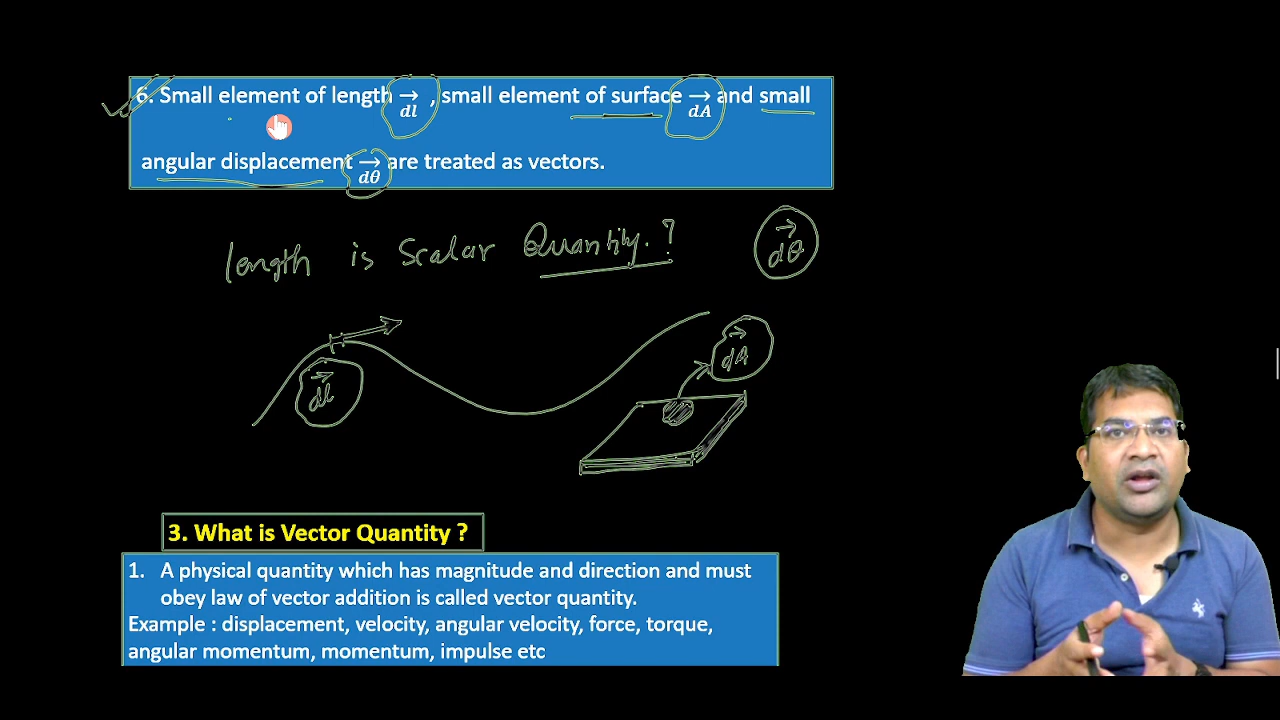 6. Small element of length →dl , small element of surface →dA and small
angular displacement →dθ are treated as vectors.
length is Scalar Quantity. ?
→dθ
→dl
→dA
3. What is Vector Quantity ?
1. A physical quantity which has magnitude and direction and must
obey law of vector addition is called vector quantity.
Example : displacement, velocity, angular velocity, force, torque,
angular momentum, momentum, impulse etc